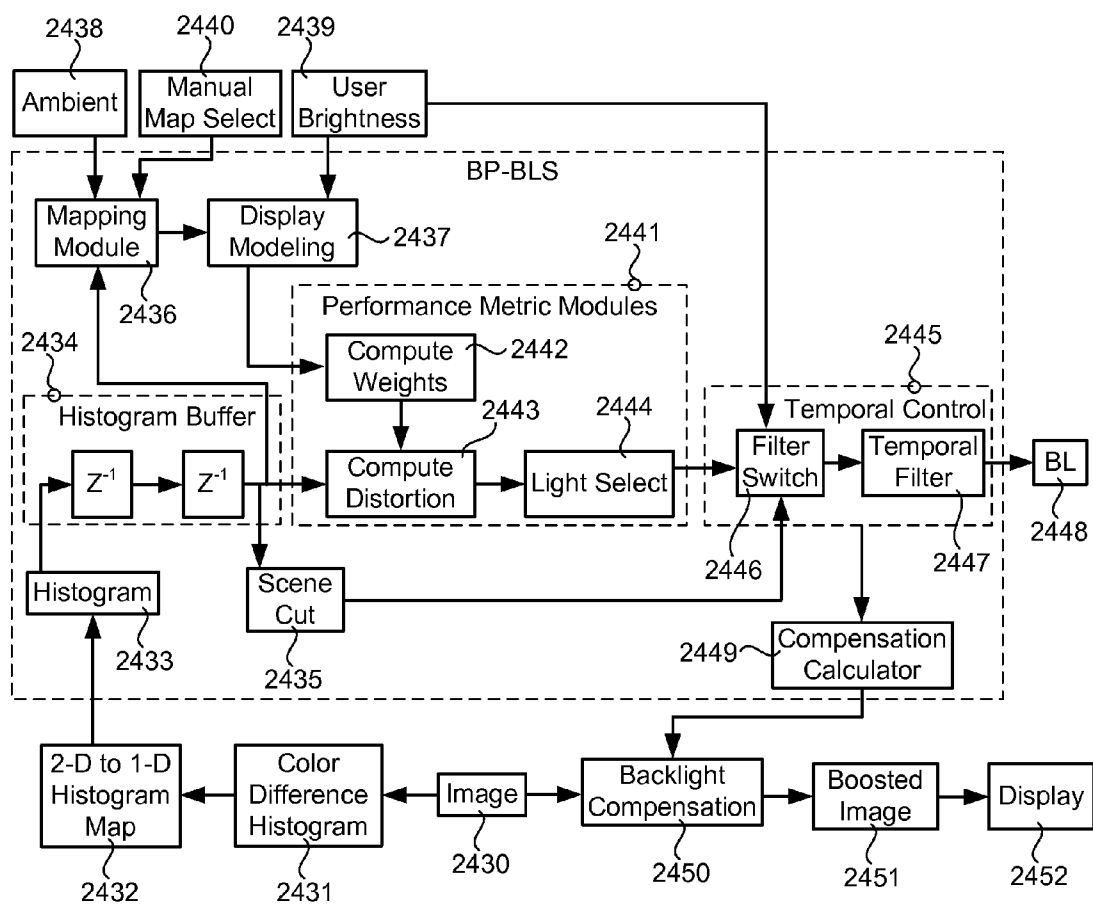 2438
2440
2439
Ambient
Manual
Map Select
User
Brightness
BP-BLS
Mapping
Module
2436
Display
Modeling
2437
2441
Performance Metric Modules
2434
Compute
Weights
2442
2445
Histogram Buffer
2443
2444
Temporal Control
Z-1
Z-1
Compute
Distortion
Light Select
Filter
Switch
Temporal
Filter
BL
2446
2447
2448
Histogram
2433
Scene
Cut
2435
2449
Compensation
Calculator
2-D to 1-D
Histogram
Map
Color
Difference
Histogram
Image
Backlight
Compensation
Boosted
Image
Display
2432
2431
2430
2450
2451
2452